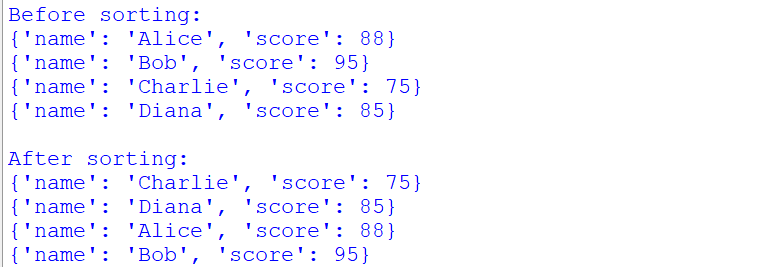 Before sorting:
{'name': 'Alice', 'score': 88}
{'name': 'Bob', 'score': 95}
{'name': 'Charlie', 'score': 75}
{'name': 'Diana', 'score': 85}
After sorting:
{'name': 'Charlie', 'score': 75}
{'name': 'Diana', 'score': 85}
{'name': 'Alice', 'score': 88}
{'name': 'Bob', 'score': 95}